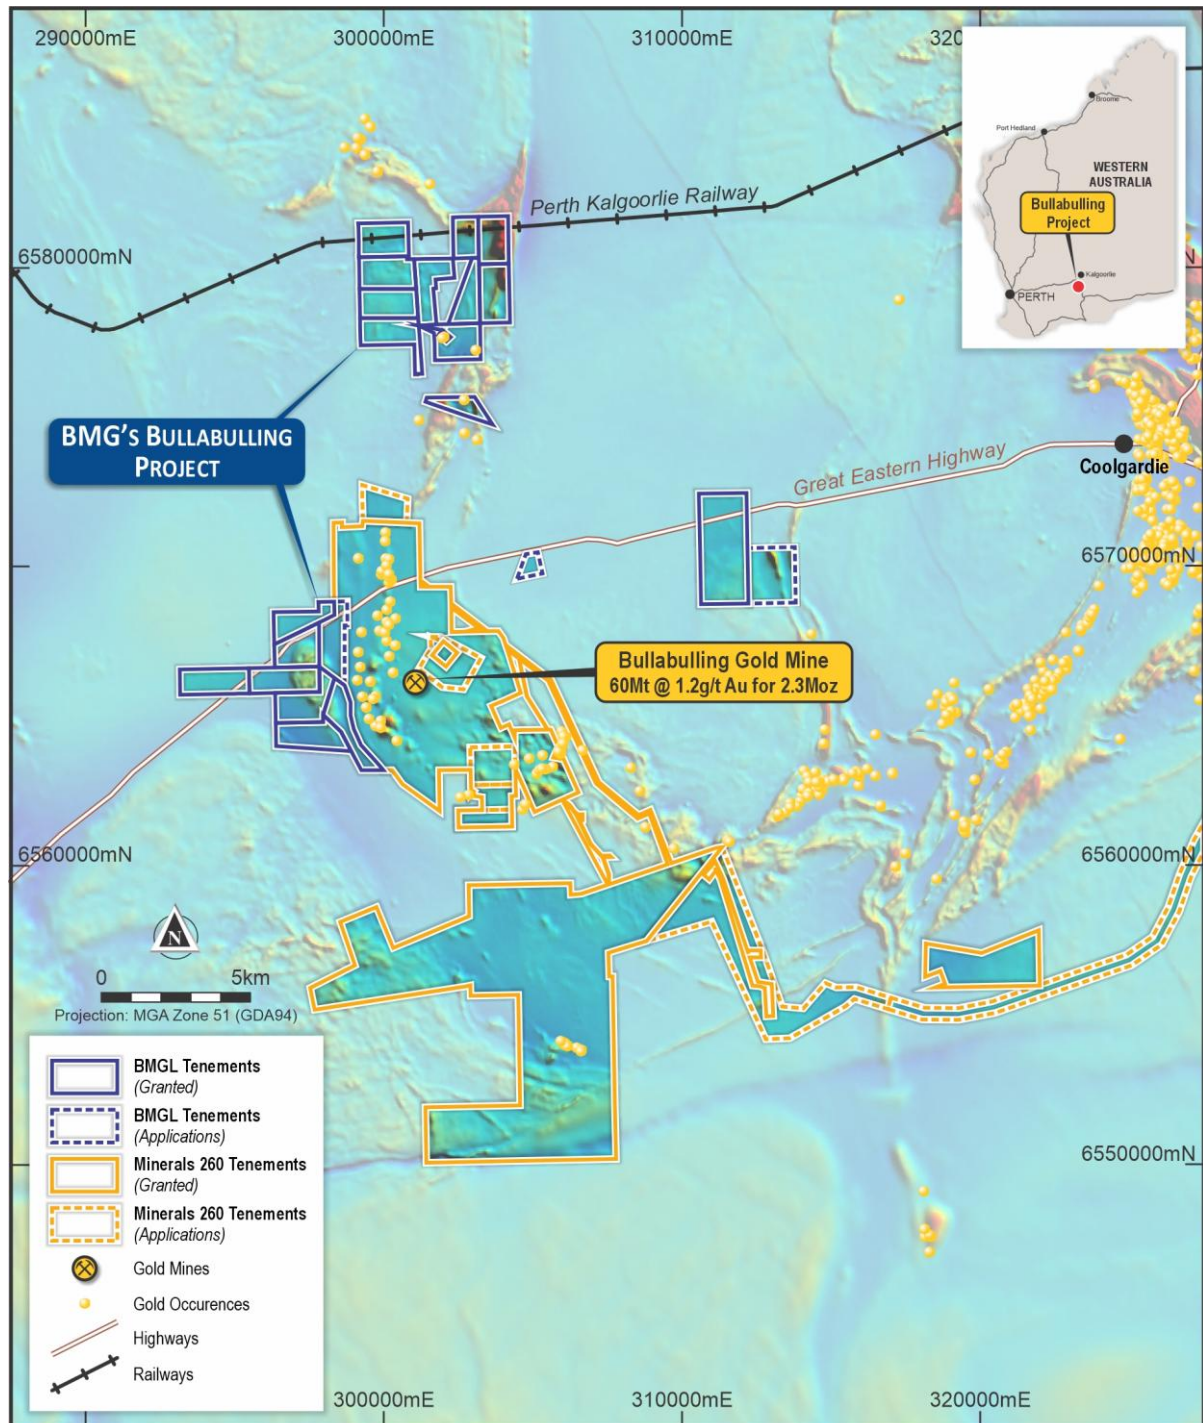 290000mE
300000mE
310000mE
320
Broome
Port Hedland
WESTERN
AUSTRALIA
Bullabulling
Project
Kalgoorlie
PERTH
Perth Kalgoorlie Railway
6580000mN
N
BMG'S BULLABULLING
PROJECT
Great Eastern Highway
Coolgardie
6570000mN
Bullabulling Gold Mine
60Mt @ 1.2g/t Au for 2.3Moz
6560000mN
6560000mN
N
0
5km
Projection: MGA Zone 51 (GDA94)
BMGL Tenements
(Granted)
BMGL Tenements
(Applications)
Minerals 260 Tenements
(Granted)
Minerals 260 Tenements
(Applications)
Gold Mines
Gold Occurences
Highways
Railways
6550000mN
300000mE
310000mE
320000mE